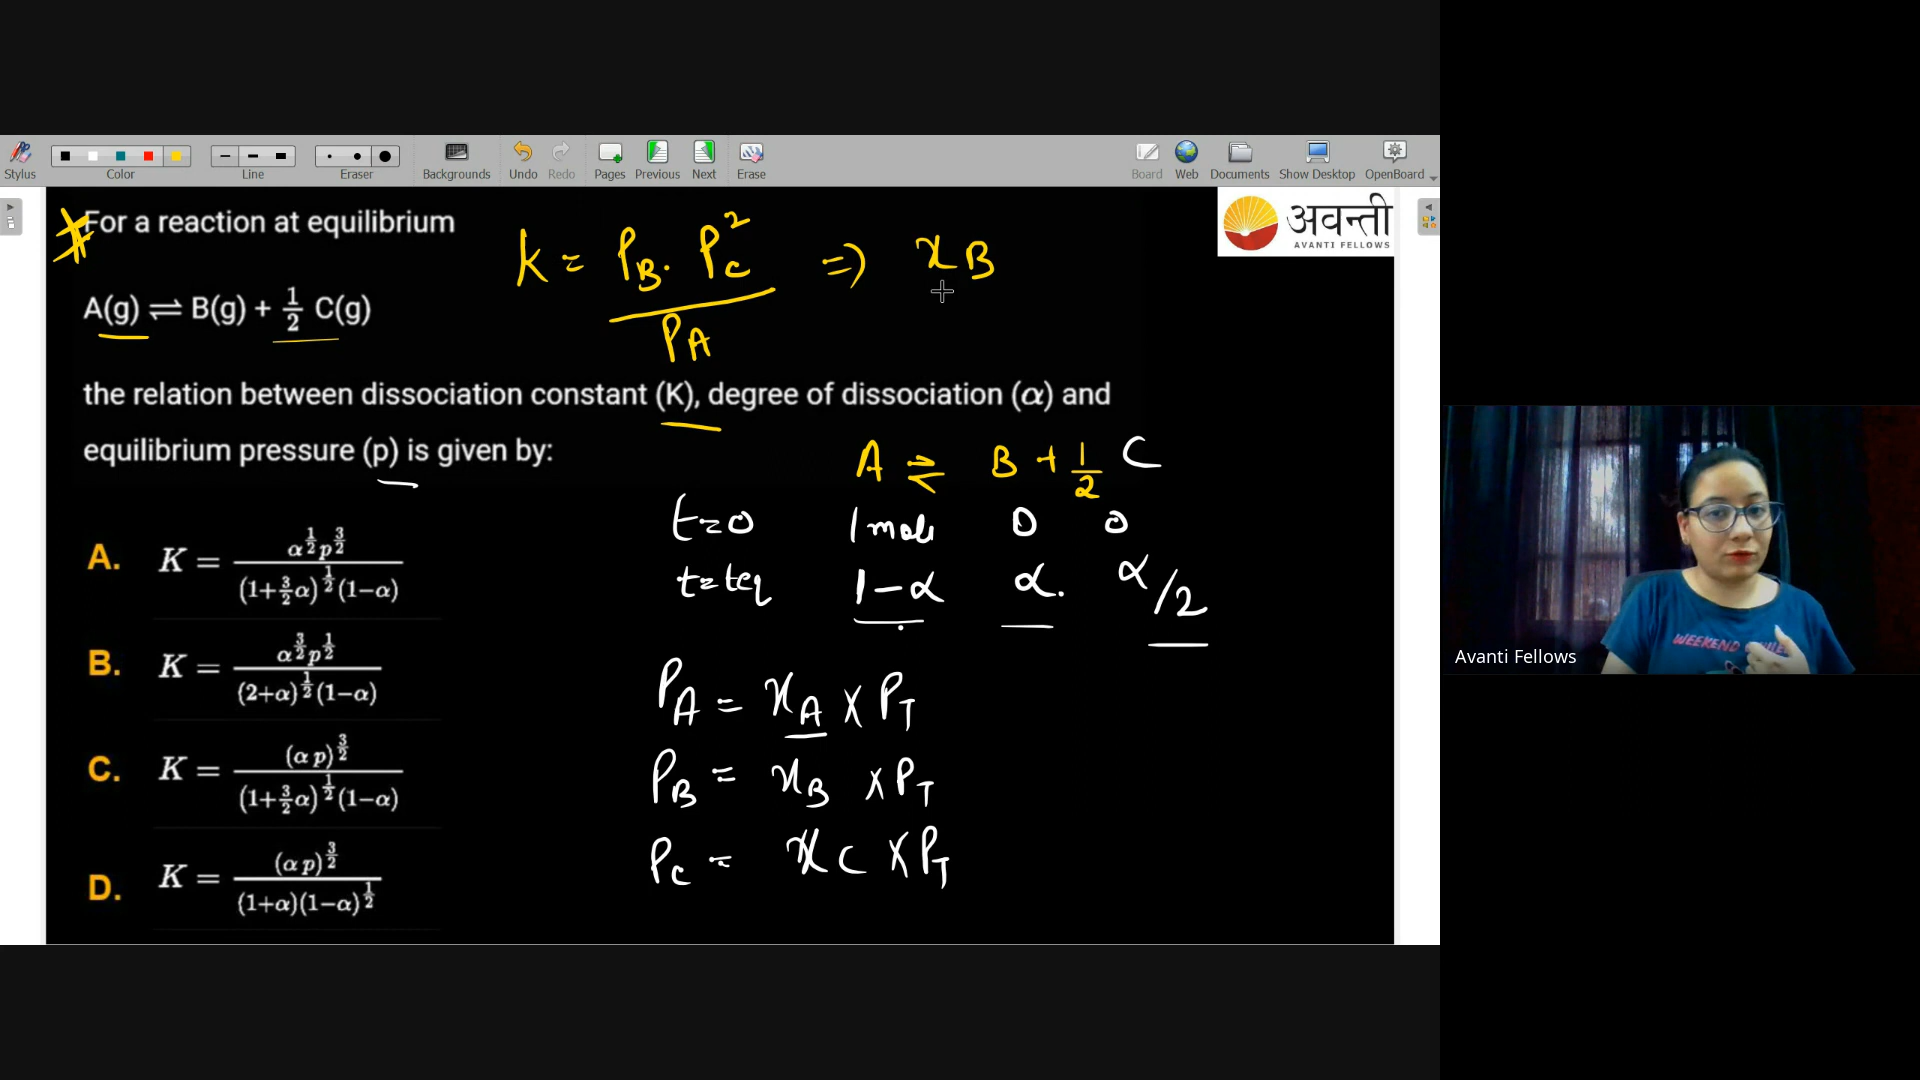 Stylus Color Line Eraser Backgrounds Undo Redo Pages Previous Next Erase Board Web Documents Show Desktop OpenBoard
अवन्ती
AVANTI FELLOWS
For a reaction at equilibrium
A(g) ⇌ B(g) + 1/2 C(g)
K = P_B . P_C^2 / P_A => x_B
the relation between dissociation constant (K), degree of dissociation (α) and
equilibrium pressure (p) is given by:
A ⇌ B + 1/2 C
t=0 1 mole 0 0
t=teq 1-α α. α/2
P_A = x_A × P_T
P_B = x_B × P_T
P_C = x_C × P_T
A. K = α^(1/2) p^(3/2) / (1+3/2 α)^(1/2) (1-α)
B. K = α^(3/2) p^(1/2) / (2+α)^(1/2) (1-α)
C. K = (α p)^(3/2) / (1+3/2 α)^(1/2) (1-α)
D. K = (α p)^(3/2) / (1+α)(1-α)^(1/2)
WEEKEND
Avanti Fellows